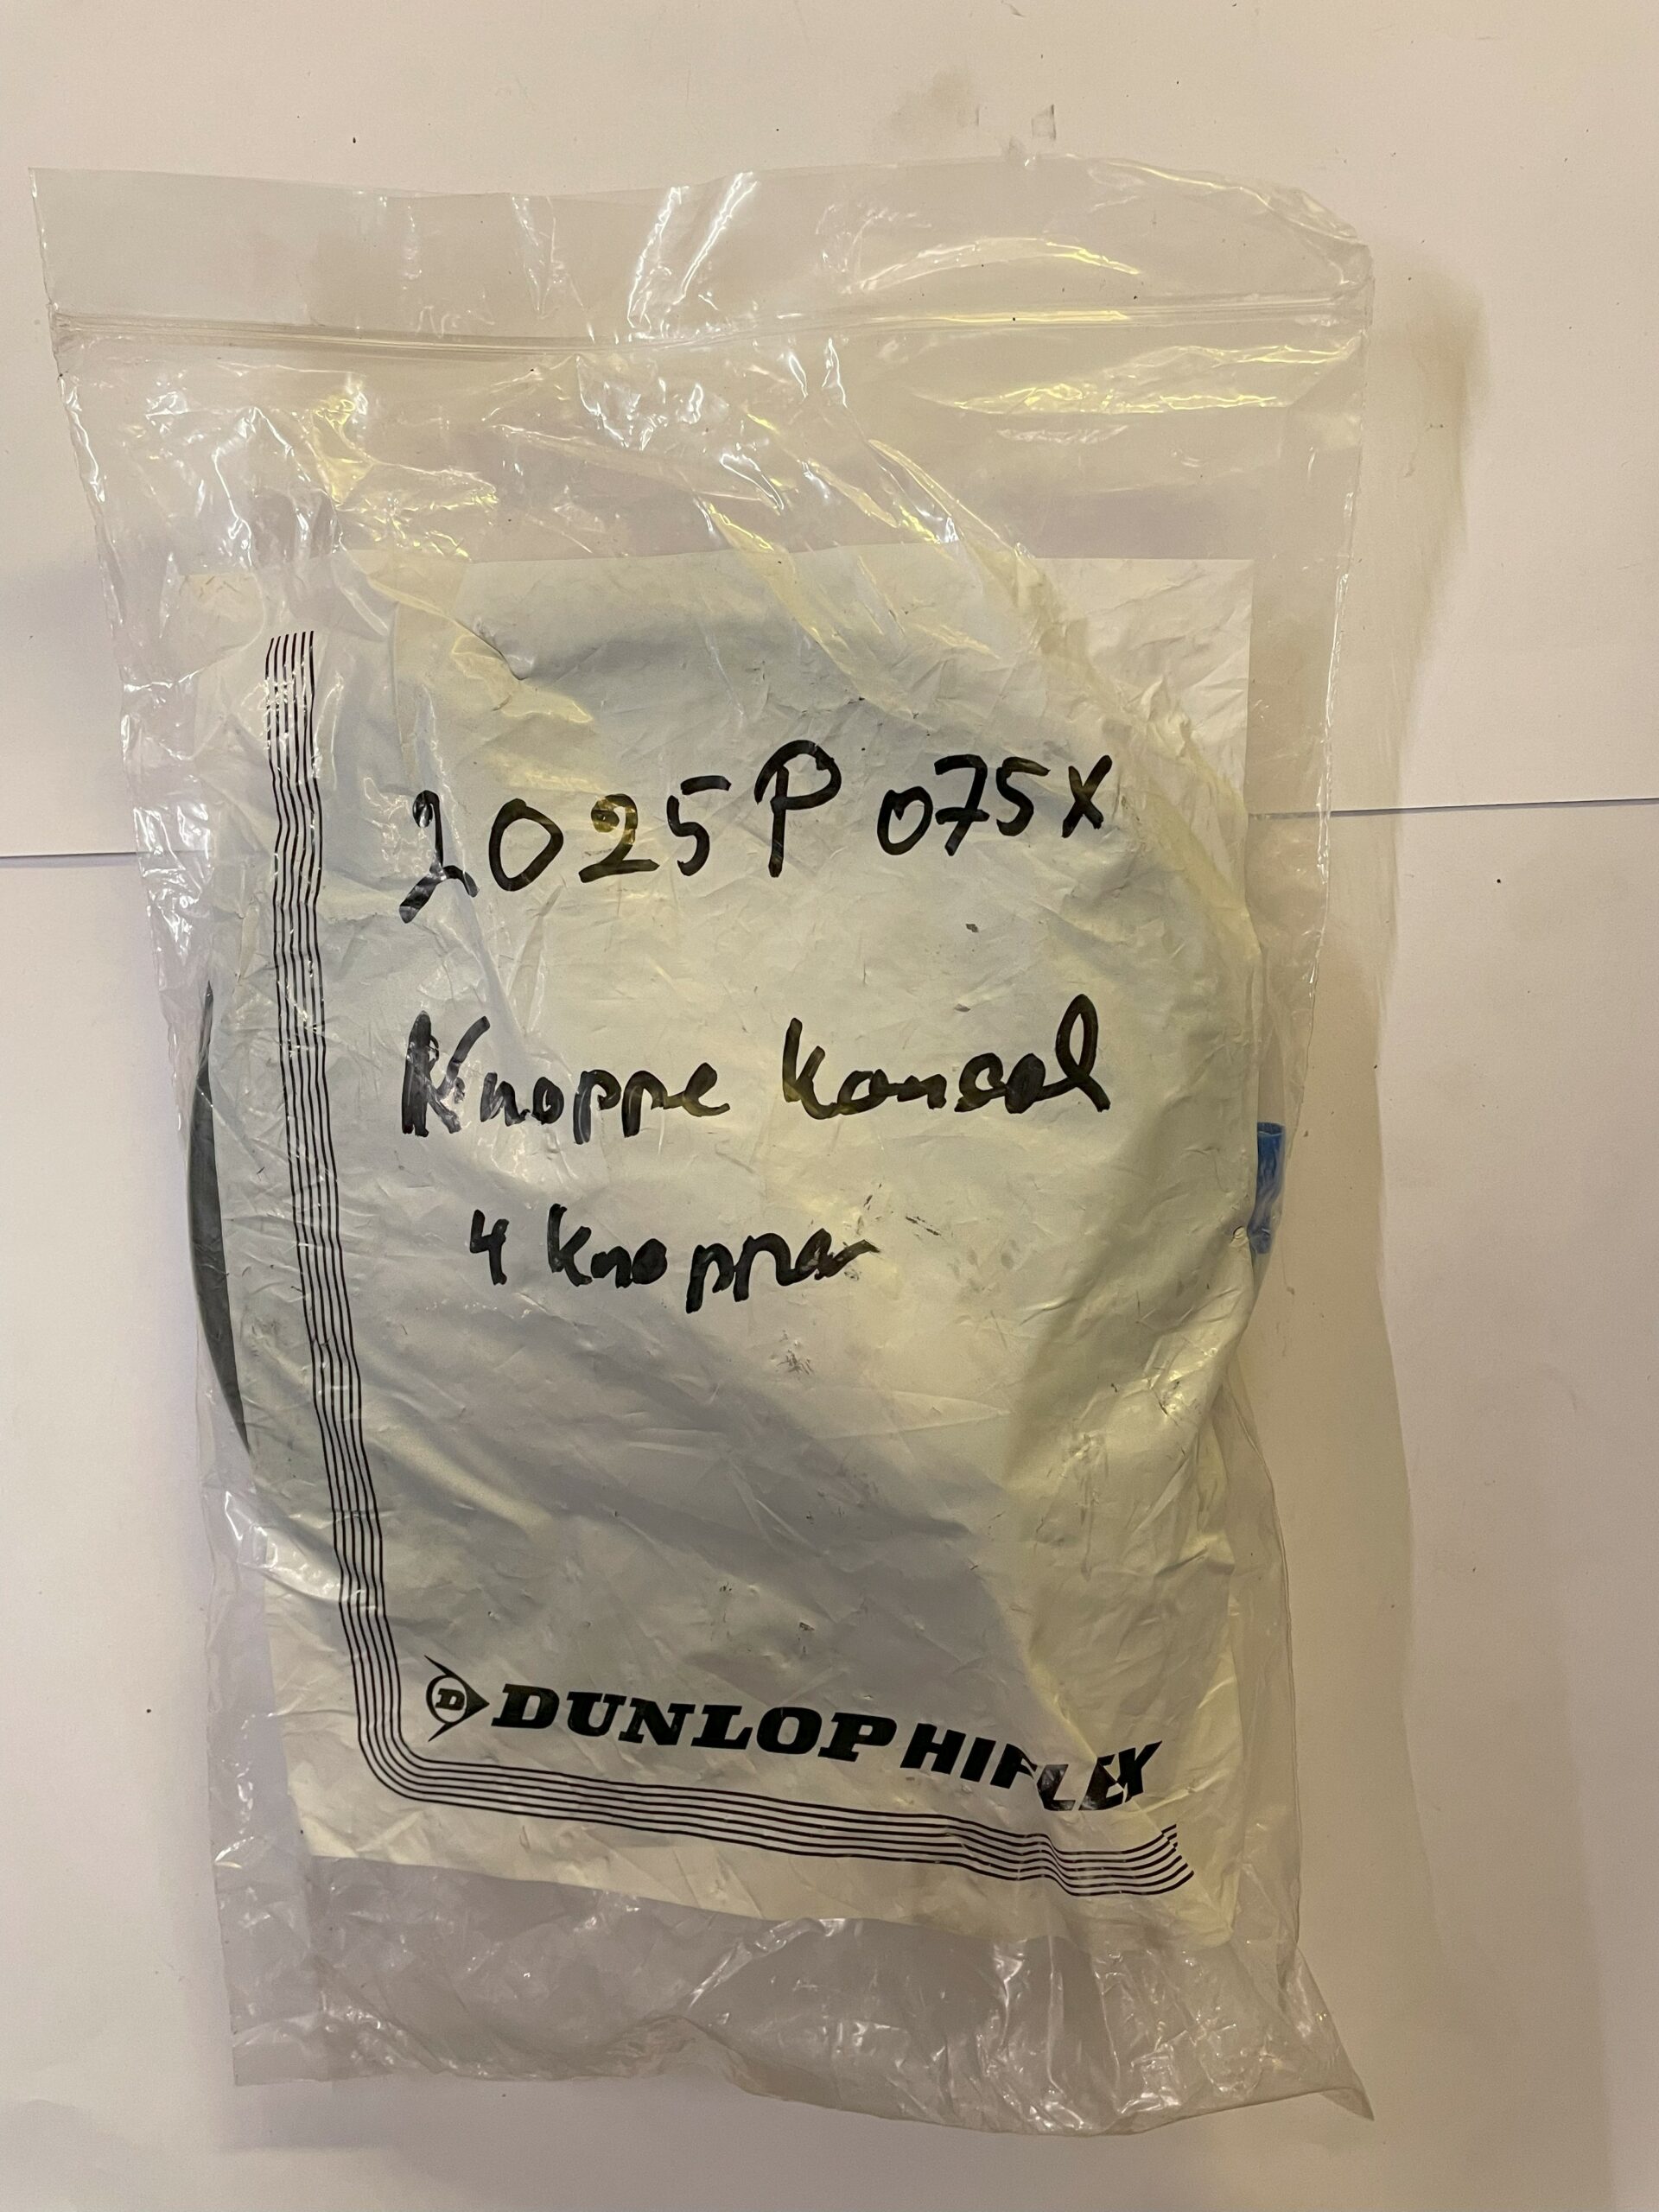 2025P 075X
Knoppe konsol
4 knoppar
D DUNLOP HIFLEX